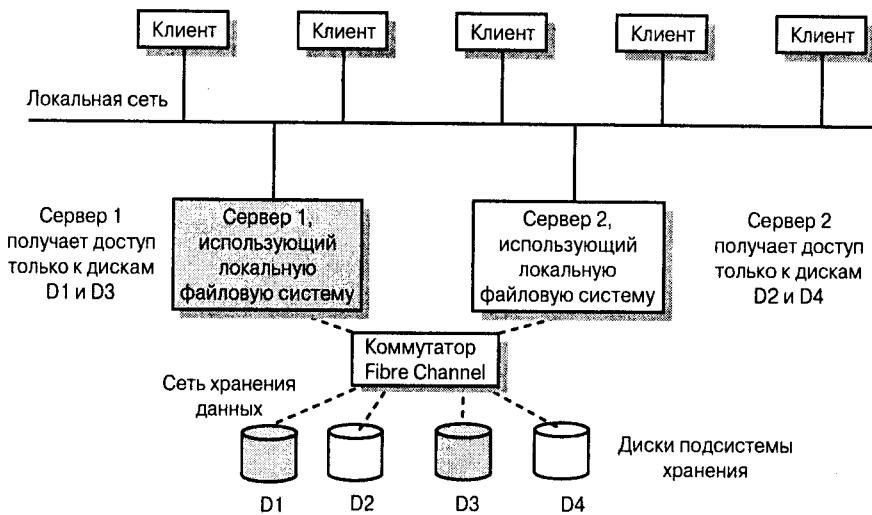 Клиент
Клиент
Клиент
Клиент
Клиент
Локальная сеть
Сервер 1
получает доступ
только к дискам
D1 и D3
Сервер 1,
использующий
локальную
файловую систему
Сервер 2,
использующий
локальную
файловую систему
Сервер 2
получает доступ
только к дискам
D2 и D4
Коммутатор
Fibre Channel
Сеть хранения
данных
Диски подсистемы
хранения
D1
D2
D3
D4